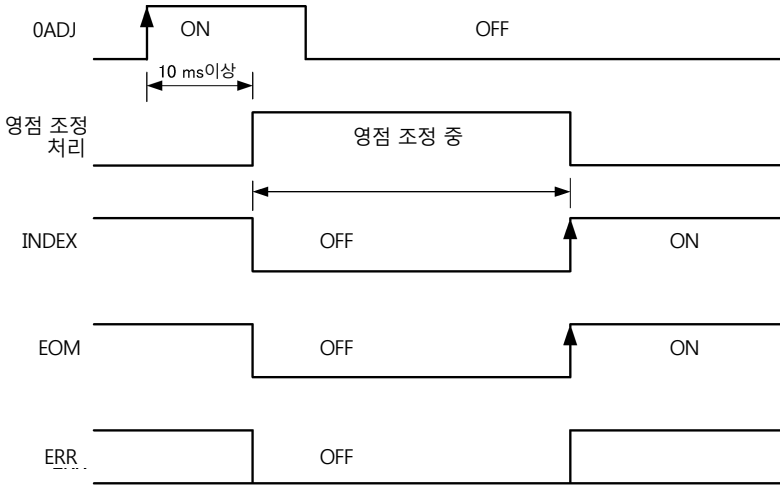 0ADJ ON OFF
10 ms이상
영점 조정
처리
영점 조정 중
INDEX OFF ON
EOM OFF ON
ERR OFF